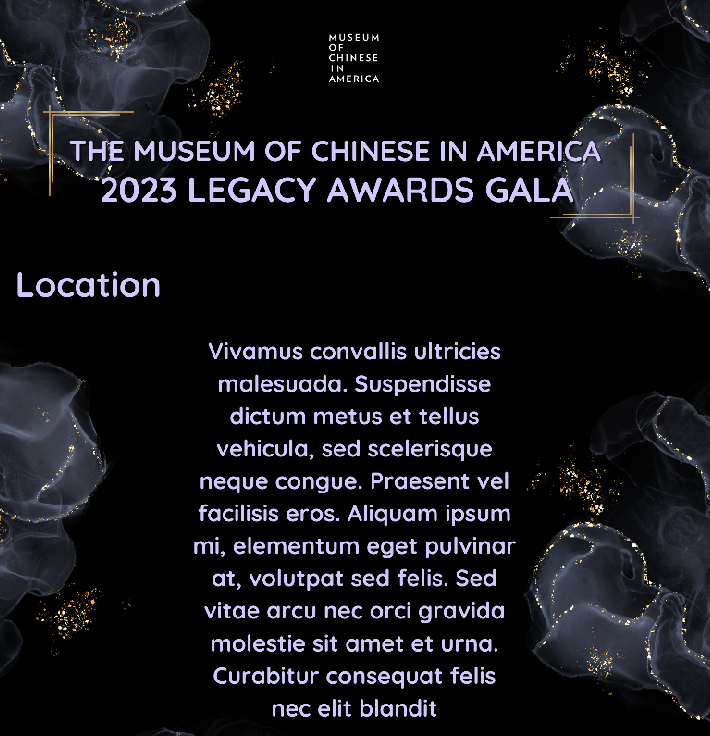 MUSEUM
OF
CHINESE
IN
AMERICA
THE MUSEUM OF CHINESE IN AMERICA
2023 LEGACY AWARDS GALA
Location
Vivamus convallis ultricies
malesuada. Suspendisse
dictum metus et tellus
vehicula, sed scelerisque
neque congue. Praesent vel
facilisis eros. Aliquam ipsum
mi, elementum eget pulvinar
at, volutpat sed felis. Sed
vitae arcu nec orci gravida
molestie sit amet et urna.
Curabitur consequat felis
nec elit blandit